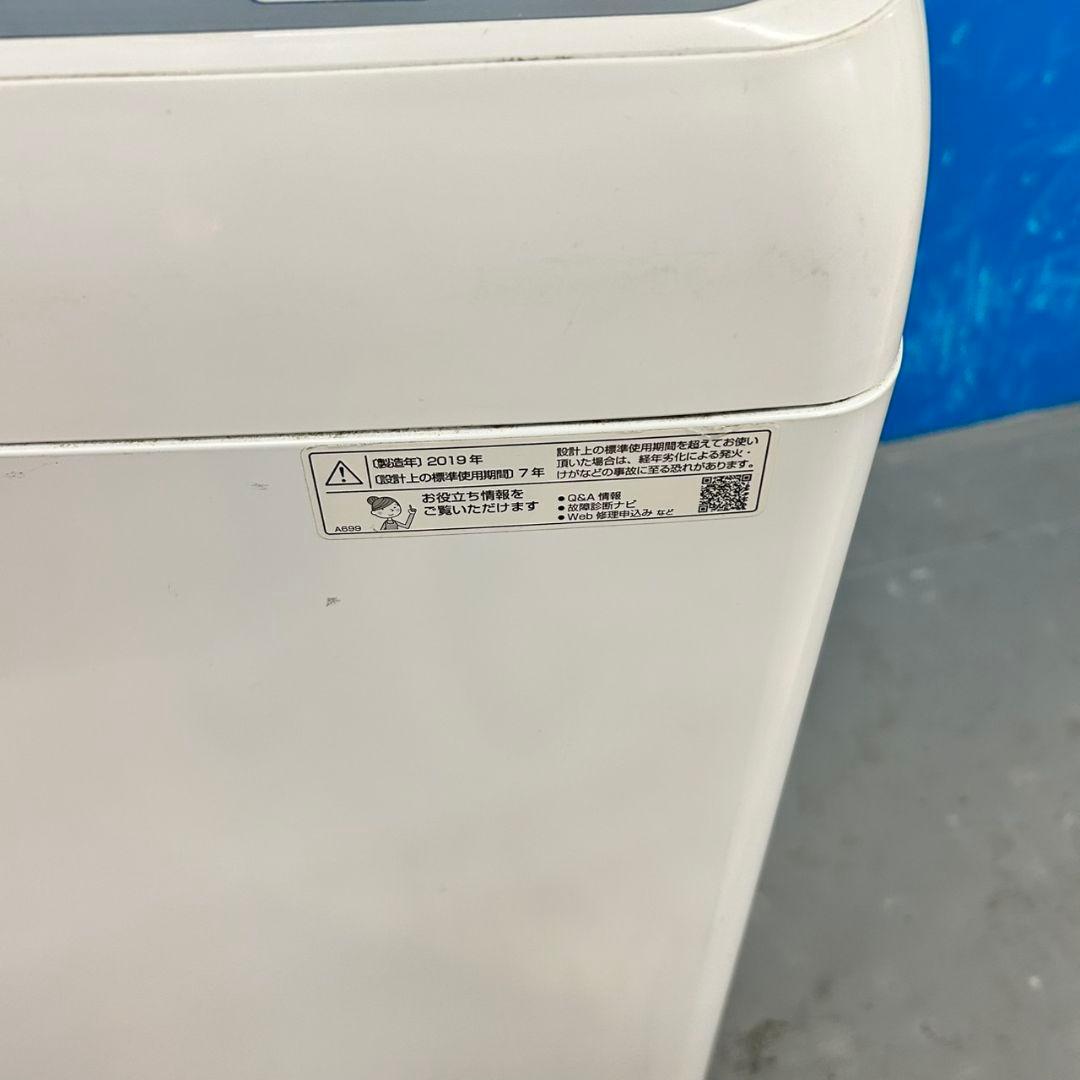 〔製造年〕2019年
〔設計上の標準使用期間〕7年
設計上の標準使用期間を超えてお使い
頂いた場合は、経年劣化による発火・
けがなどの事故に至る恐れがあります。
お役立ち情報を
ご覧いただけます
●Q&A 情報
●故障診断ナビ
●Web 修理申込み など
A699